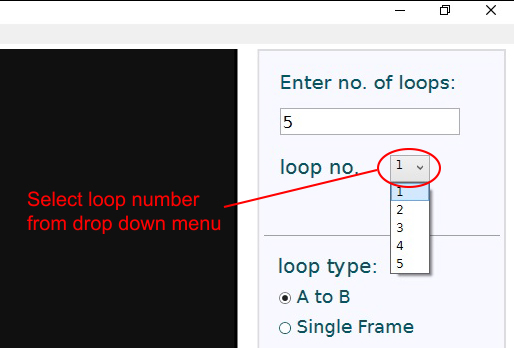 Enter no. of loops:
5
loop no. 1
Select loop number
from drop down menu
1
2
3
4
5
loop type:
A to B
Single Frame